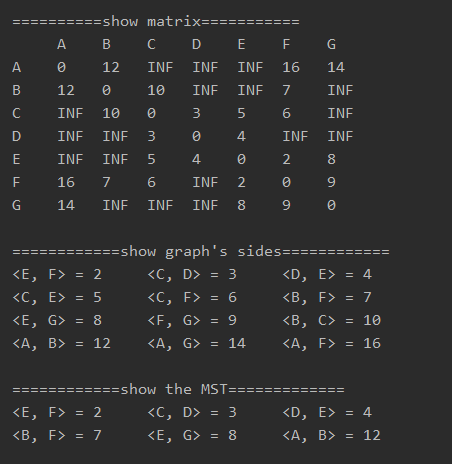 ==========show matrix===========
A B C D E F G
A 0 12 INF INF INF 16 14
B 12 0 10 INF INF 7 INF
C INF 10 0 3 5 6 INF
D INF INF 3 0 4 INF INF
E INF INF 5 4 0 2 8
F 16 7 6 INF 2 0 9
G 14 INF INF INF 8 9 0
============show graph's sides============
<E, F> = 2 <C, D> = 3 <D, E> = 4
<C, E> = 5 <C, F> = 6 <B, F> = 7
<E, G> = 8 <F, G> = 9 <B, C> = 10
<A, B> = 12 <A, G> = 14 <A, F> = 16
============show the MST=============
<E, F> = 2 <C, D> = 3 <D, E> = 4
<B, F> = 7 <E, G> = 8 <A, B> = 12